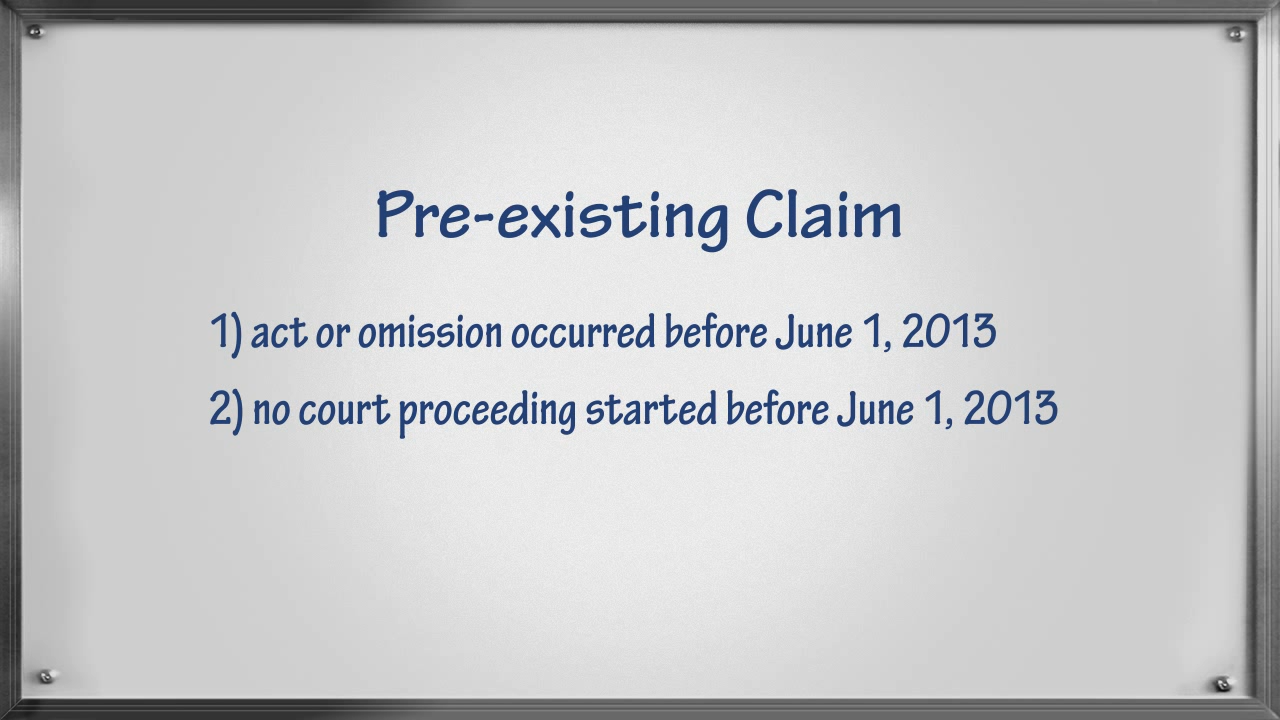 Pre-existing Claim
1) act or omission occurred before June 1, 2013
2) no court proceeding started before June 1, 2013